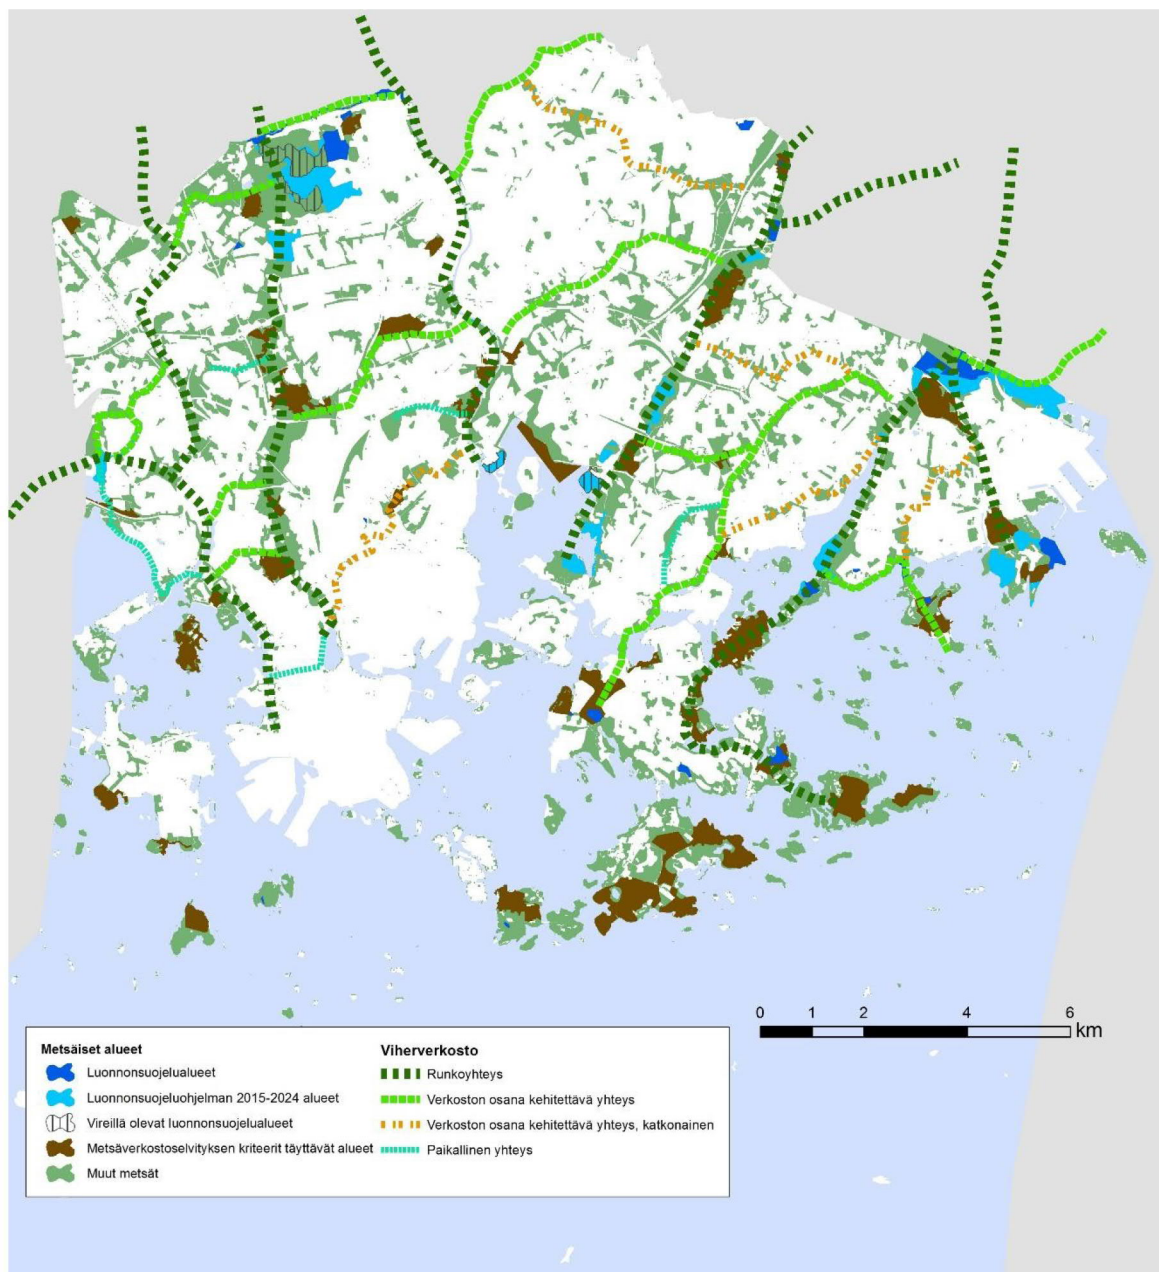 0 1 2 4 6
km
Metsäiset alueet
Luonnonsuojelualueet
Luonnonsuojeluohjelman 2015-2024 alueet
Vireillä olevat luonnonsuojelualueet
Metsäverkostoselvityksen kriteerit täyttävät alueet
Muut metsät
Viherverkosto
Runkoyhteys
Verkoston osana kehitettävä yhteys
Verkoston osana kehitettävä yhteys, katkonainen
Paikallinen yhteys